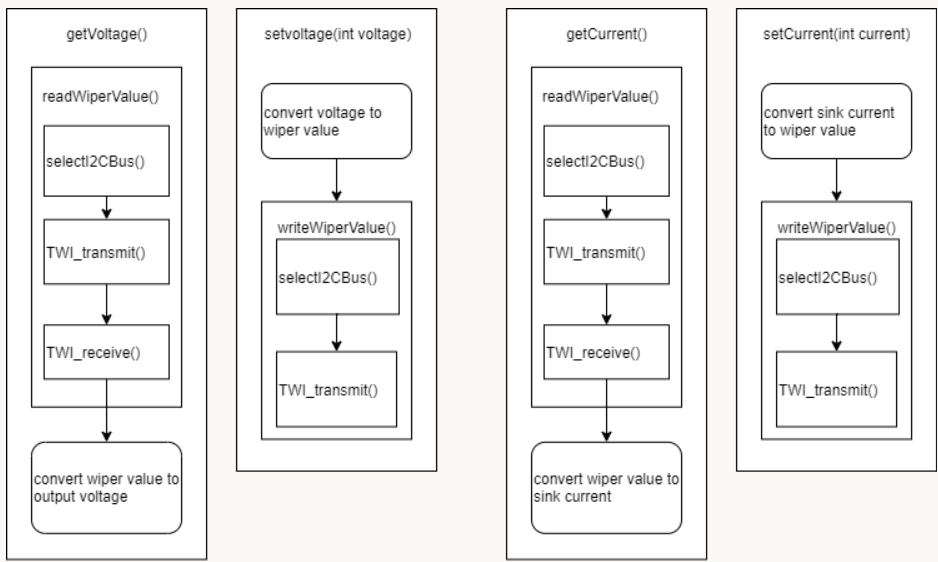 getVoltage()
readWiperValue()
selectI2CBus()
TWI_transmit()
TWI_receive()
convert wiper value to
output voltage
setvoltage(int voltage)
convert voltage to
wiper value
writeWiperValue()
selectI2CBus()
TWI_transmit()
getCurrent()
readWiperValue()
selectI2CBus()
TWI_transmit()
TWI_receive()
convert wiper value to
sink current
setCurrent(int current)
convert sink current
to wiper value
writeWiperValue()
selectI2CBus()
TWI_transmit()